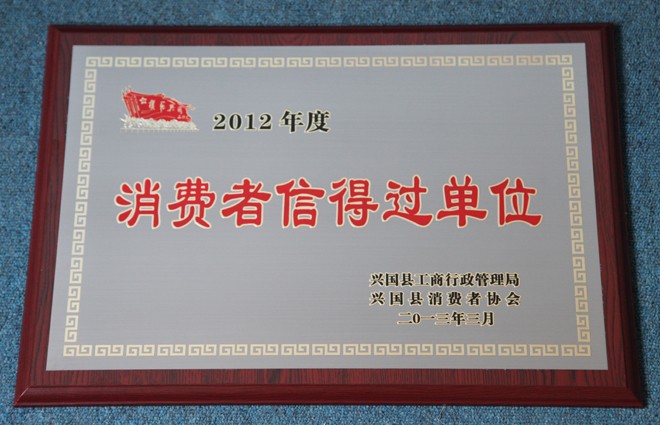 2012年度
消费者信得过单位
兴国县工商行政管理局
兴国县消费者协会
二0一三年三月